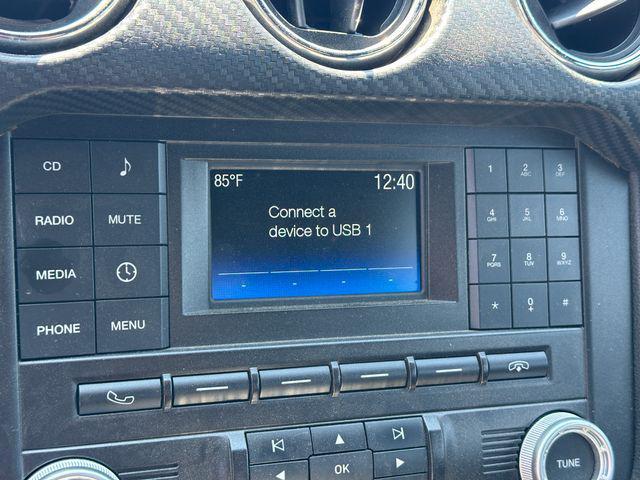 CD
RADIO MUTE
MEDIA
PHONE MENU
85°F 12:40
Connect a
device to USB 1
1 2 ABC 3 DEF
4 GHI 5 JKL 6 MNO
7 PQRS 8 TUV 9 WXYZ
* 0 + #
OK
TUNE